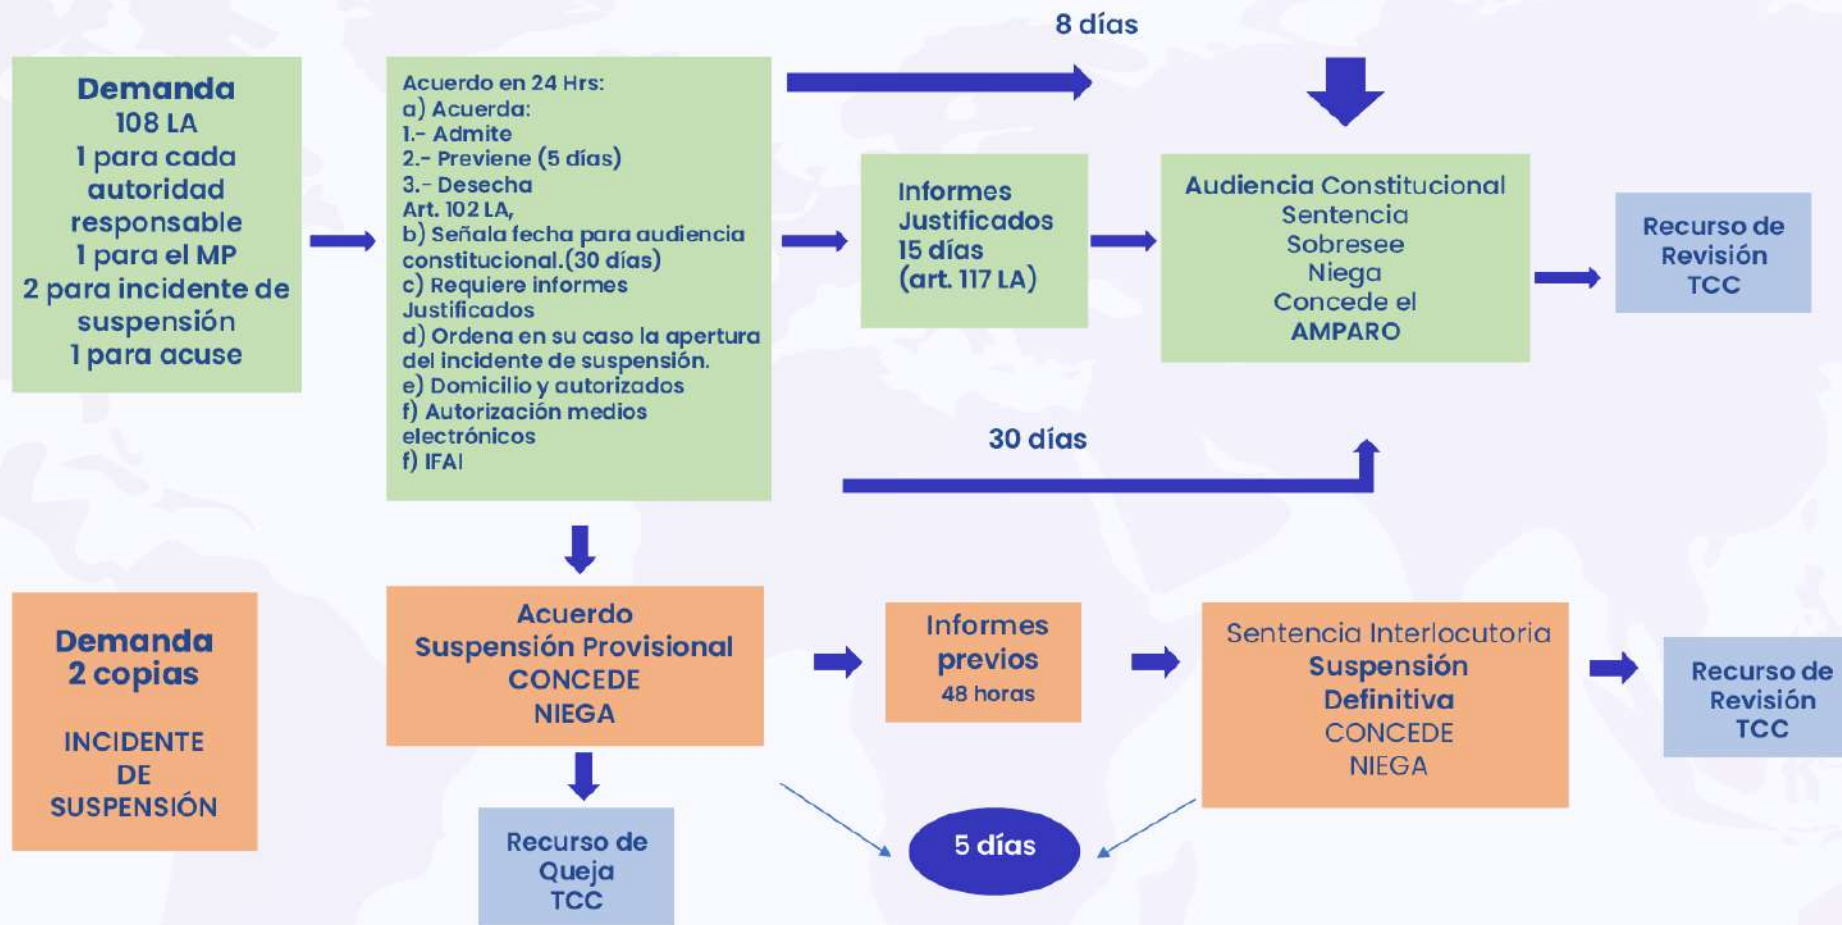 8 días
Demanda
108 LA
1 para cada
autoridad
responsable
1 para el MP
2 para incidente de
suspensión
1 para acuse
Acuerdo en 24 Hrs:
a) Acuerda:
1.- Admite
2.- Previene (5 días)
3.- Desecha
Art. 102 LA,
b) Señala fecha para audiencia
constitucional.(30 días)
c) Requiere informes
Justificados
d) Ordena en su caso la apertura
del incidente de suspensión.
e) Domicilio y autorizados
f) Autorización medios
electrónicos
f) IFAI
Informes
Justificados
15 días
(art. 117 LA)
Audiencia Constitucional
Sentencia
Sobresee
Niega
Concede el
AMPARO
Recurso de
Revisión
TCC
30 días
Demanda
2 copias
INCIDENTE
DE
SUSPENSIÓN
Acuerdo
Suspensión Provisional
CONCEDE
NIEGA
Informes
previos
48 horas
Sentencia Interlocutoria
Suspensión
Definitiva
CONCEDE
NIEGA
Recurso de
Revisión
TCC
Recurso de
Queja
TCC
5 días